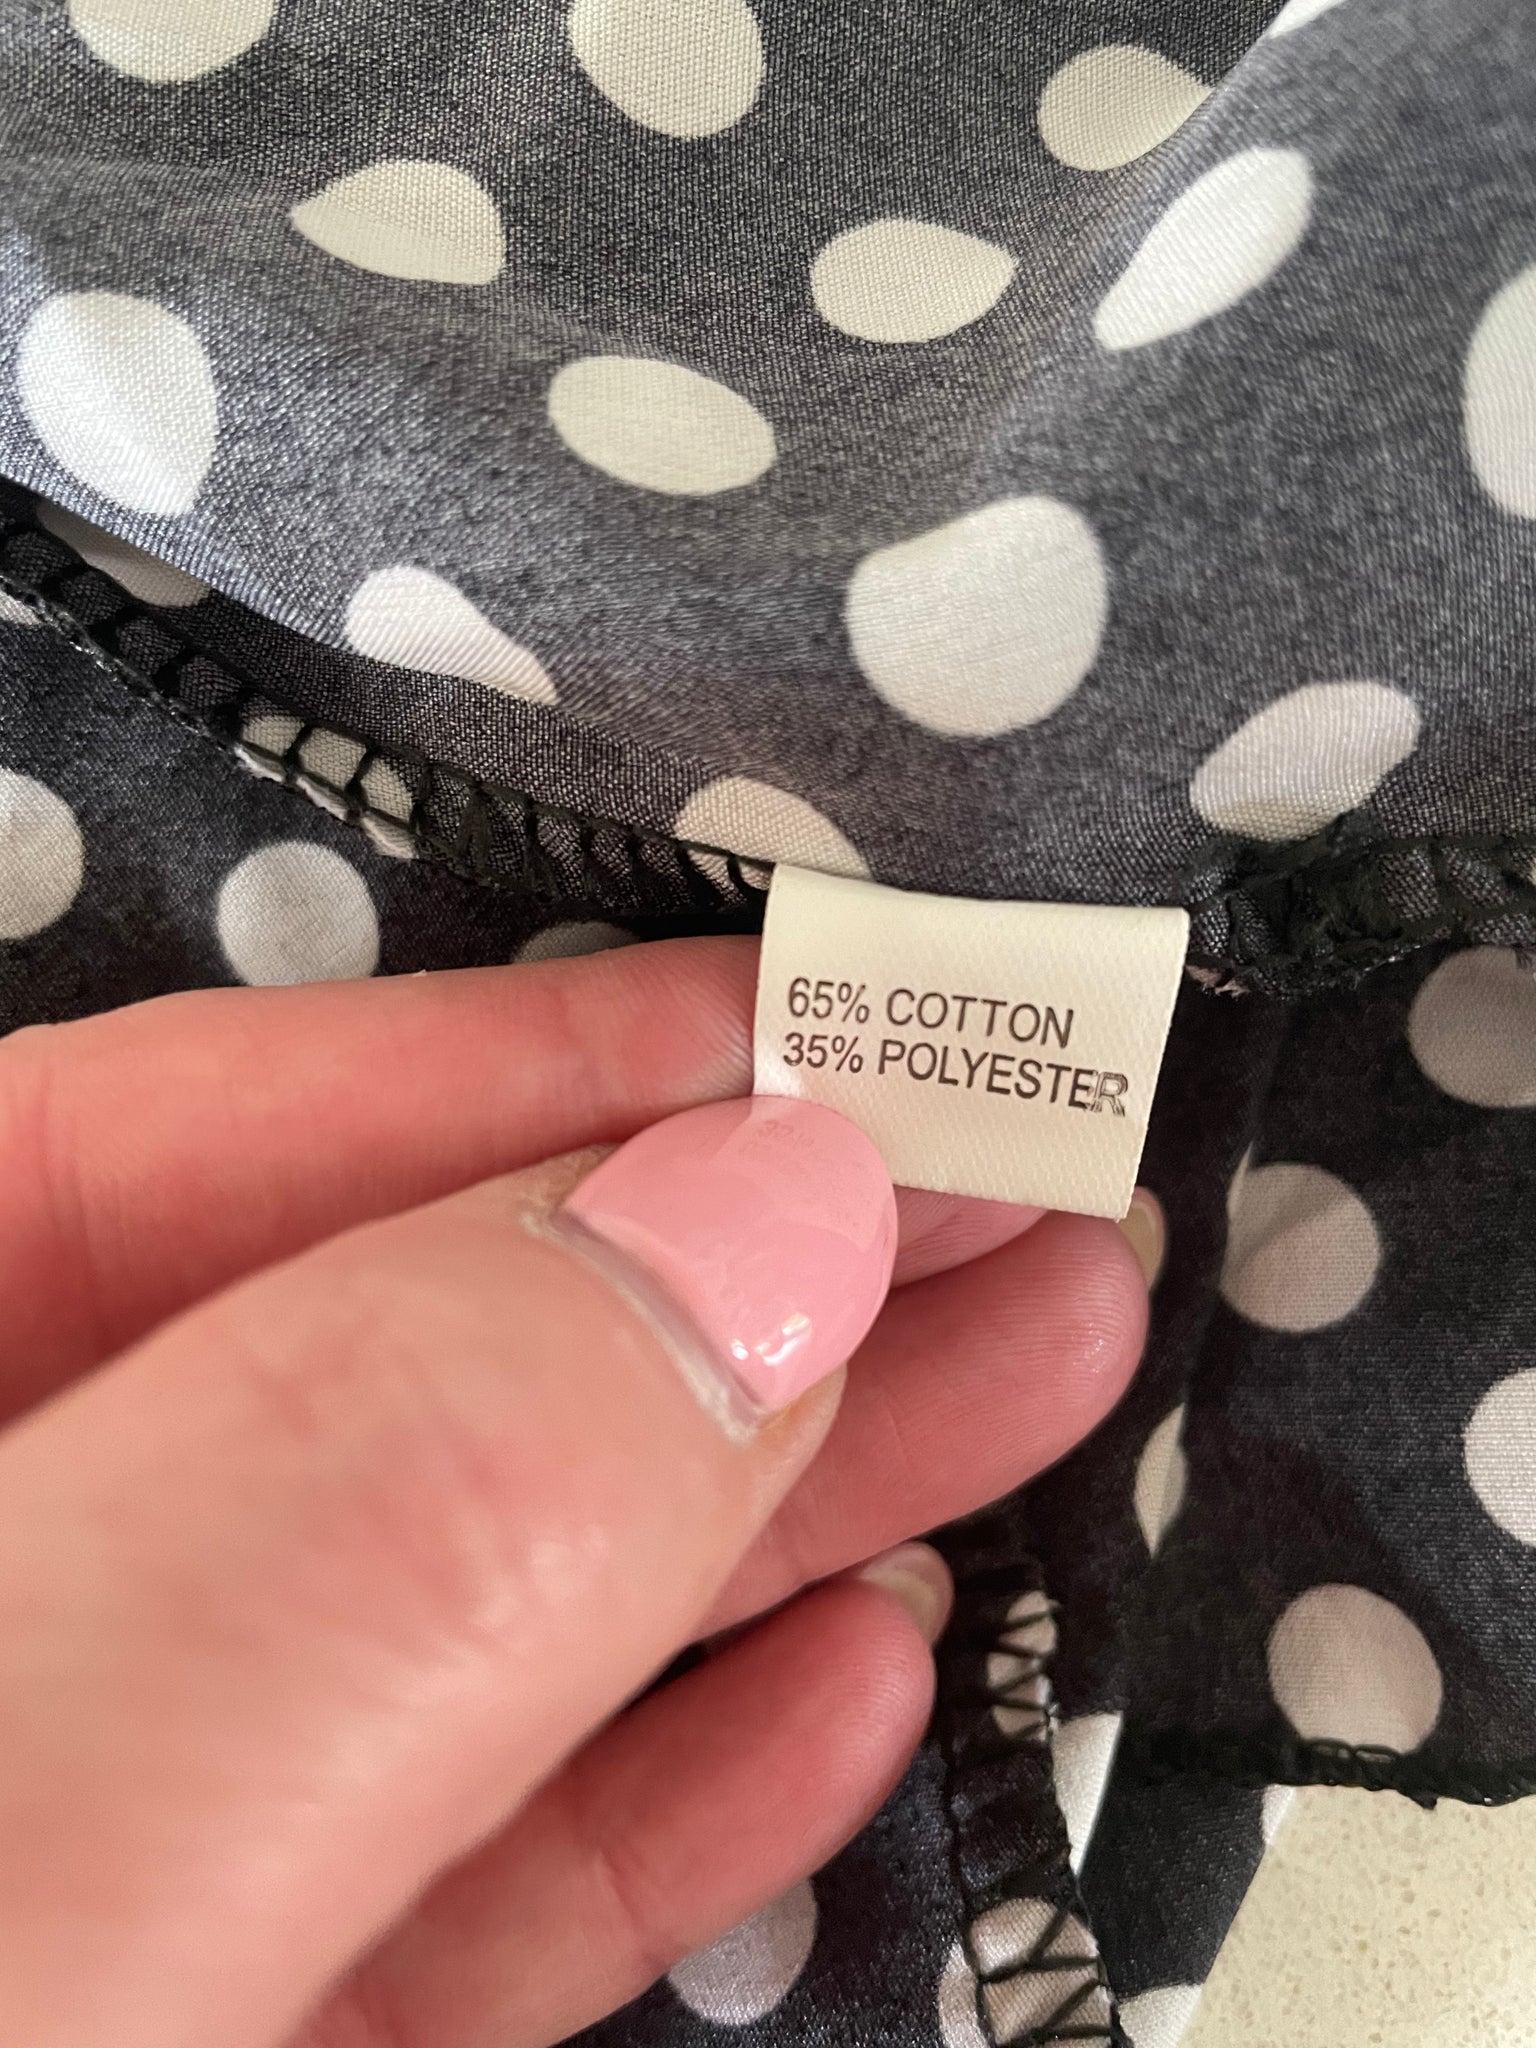 65% COTTON
35% POLYESTER